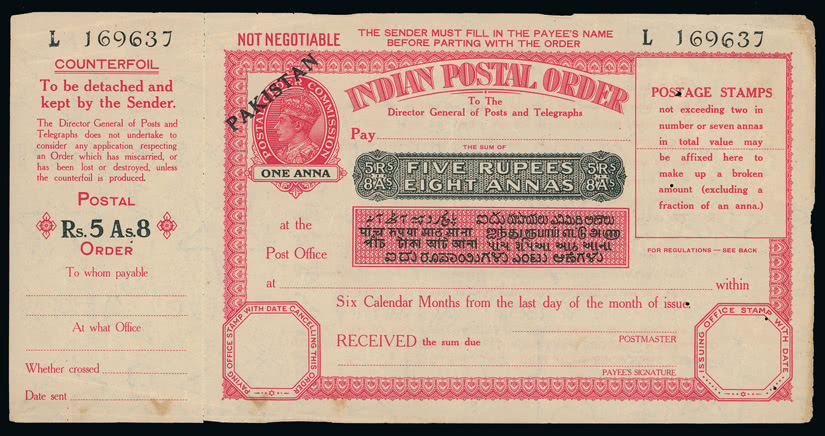 L 169637
COUNTERFOIL
To be detached and
kept by the Sender.
The Director General of Posts and
Telegraphs does not undertake to
consider any application respecting
an Order which has miscarried, or
has been lost or destroyed, unless
the counterfoil is produced.
POSTAL
Rs. 5 As. 8
ORDER
To whom payable
At what Office
Whether crossed
Date sent
NOT NEGOTIABLE
THE SENDER MUST FILL IN THE PAYEE'S NAME
BEFORE PARTING WITH THE ORDER
L 169637
PAKISTAN
POSTAL ORDER COMMISSION
ONE ANNA
INDIAN POSTAL ORDER
To The
Director General of Posts and Telegraphs
Pay
THE SUM OF
5RS 8AS
FIVE RUPEES
EIGHT ANNAS
5RS 8AS
पाँच रुपया आठ आना
at the
Post Office
at
within
Six Calendar Months from the last day of the month of issue.
RECEIVED the sum due
POSTMASTER
PAYEE'S SIGNATURE
POSTAGE STAMPS
not exceeding two in
number or seven annas
in total value may
be affixed here to
make up a broken
amount (excluding a
fraction of an anna.)
FOR REGULATIONS – SEE BACK
PAYING OFFICE STAMP WITH DATE CANCELLING THIS ORDER
ISSUING OFFICE STAMP WITH DATE